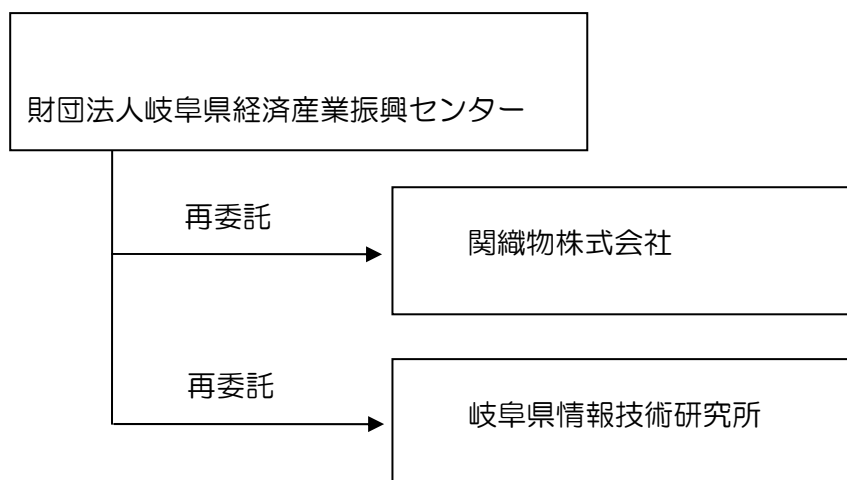 財団法人岐阜県経済産業振興センター
再委託
関織物株式会社
再委託
岐阜県情報技術研究所